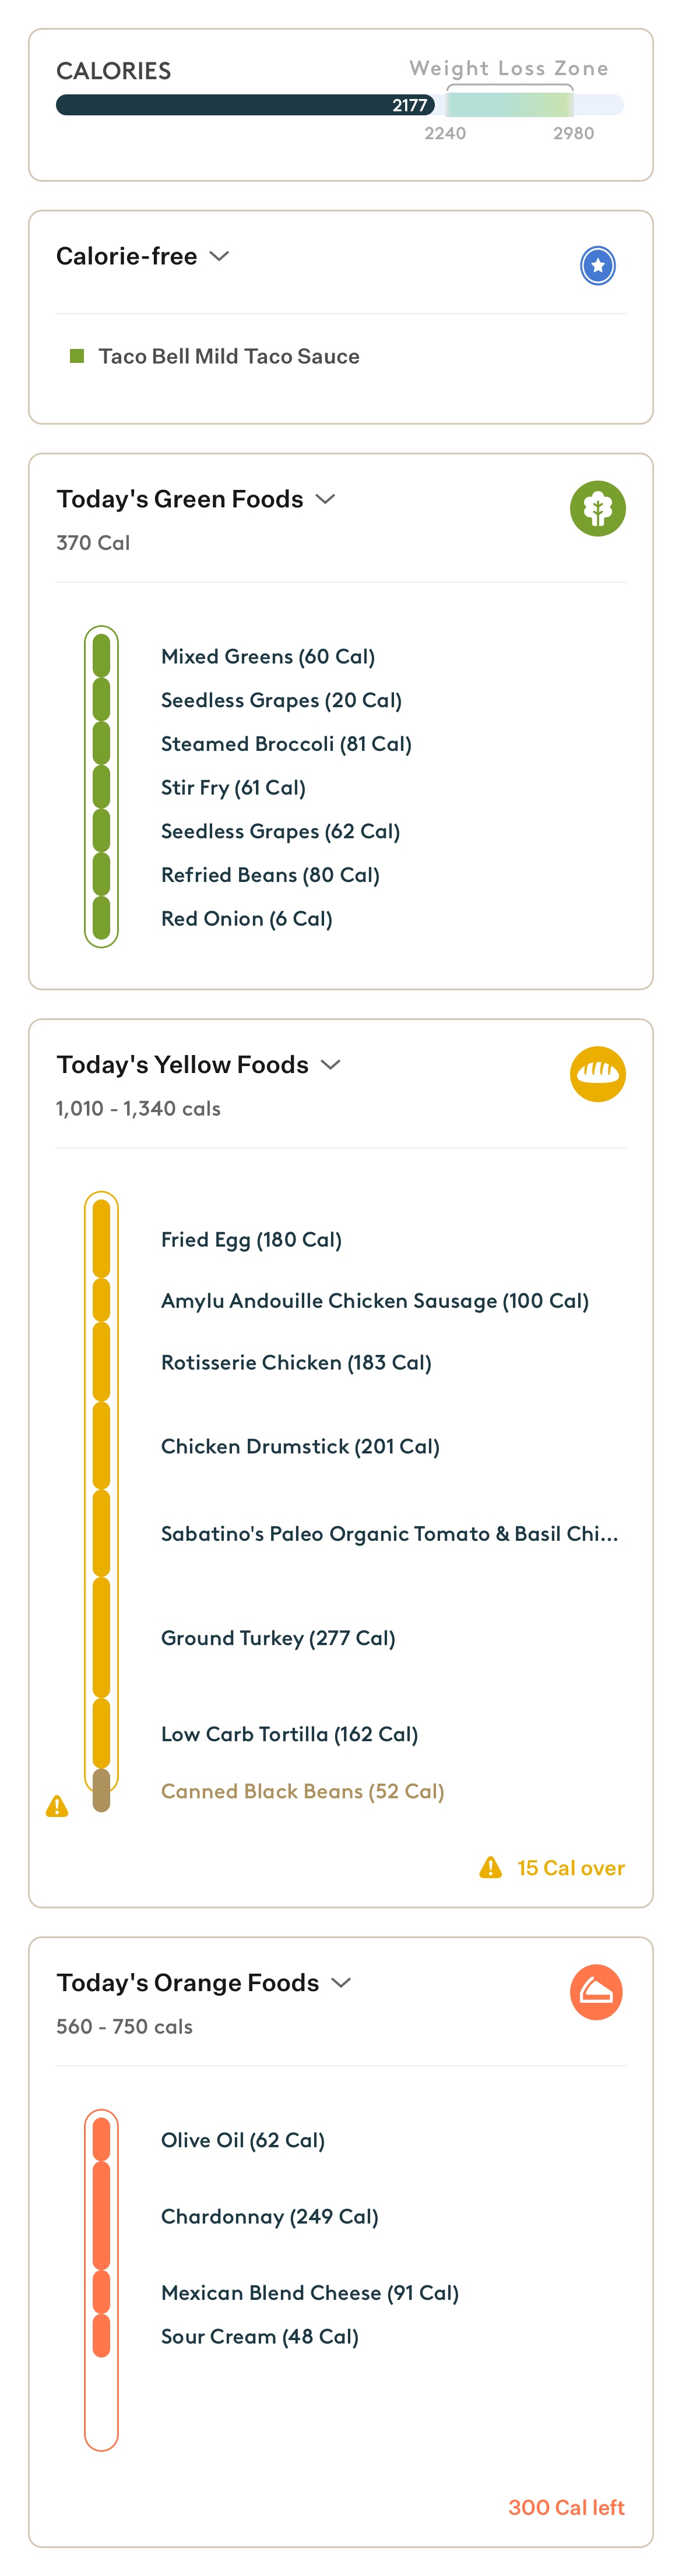 CALORIES
Weight Loss Zone
2177
2240
2980
Calorie-free
Taco Bell Mild Taco Sauce
Today's Green Foods
370 Cal
Mixed Greens (60 Cal)
Seedless Grapes (20 Cal)
Steamed Broccoli (81 Cal)
Stir Fry (61 Cal)
Seedless Grapes (62 Cal)
Refried Beans (80 Cal)
Red Onion (6 Cal)
Today's Yellow Foods
1,010 - 1,340 cals
Fried Egg (180 Cal)
Amylu Andouille Chicken Sausage (100 Cal)
Rotisserie Chicken (183 Cal)
Chicken Drumstick (201 Cal)
Sabatino's Paleo Organic Tomato & Basil Chi...
Ground Turkey (277 Cal)
Low Carb Tortilla (162 Cal)
Canned Black Beans (52 Cal)
15 Cal over
Today's Orange Foods
560 - 750 cals
Olive Oil (62 Cal)
Chardonnay (249 Cal)
Mexican Blend Cheese (91 Cal)
Sour Cream (48 Cal)
300 Cal left